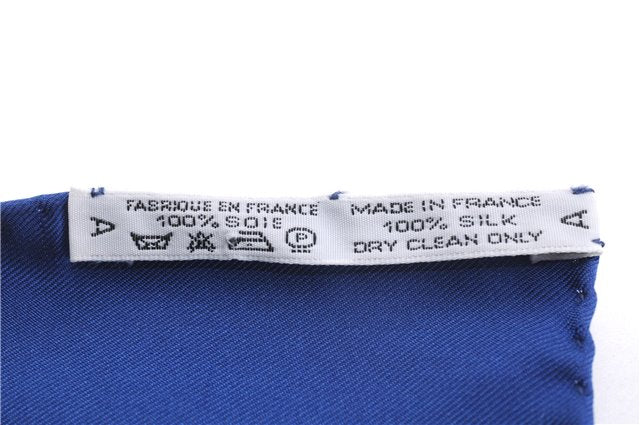 A
FABRIQUE EN FRANCE
100% SOIE
P
MADE IN FRANCE
100% SILK
DRY CLEAN ONLY
A